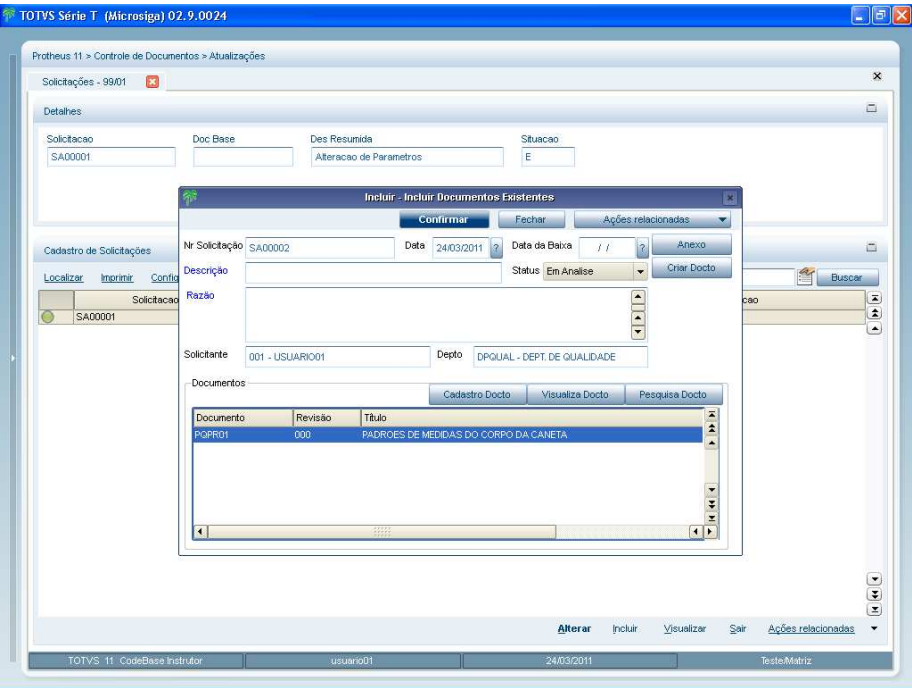 TOTVS Série T (Microsiga) 02.9.0024
Protheus 11 > Controle de Documentos > Atualizações
Solicitações - 99/01
Detalhes
Solicitacao Doc Base Des Resumida Situacao
SA00001 Alteracao de Parametros E
Incluir - Incluir Documentos Existentes
Confirmar Fechar Ações relacionadas
Cadastro de Solicitações
Nr Solicitação SA00002 Data 24/03/2011 ? Data da Baixa / / ? Anexo
Descrição Status Em Analise Criar Docto
Localizar Imprimir Config Buscar
Razão
Solicitacao cao
SA00001
Solicitante 001 - USUARIO01 Depto DPQUAL - DEPT. DE QUALIDADE
Documentos
Cadastro Docto Visualiza Docto Pesquisa Docto
Documento Revisão Título
PQPR01 000 PADROES DE MEDIDAS DO CORPO DA CANETA
Alterar Incluir Visualizar Sair Ações relacionadas
TOTVS 11 CodeBase Instrutor usuario01 24/03/2011 Teste/Matriz